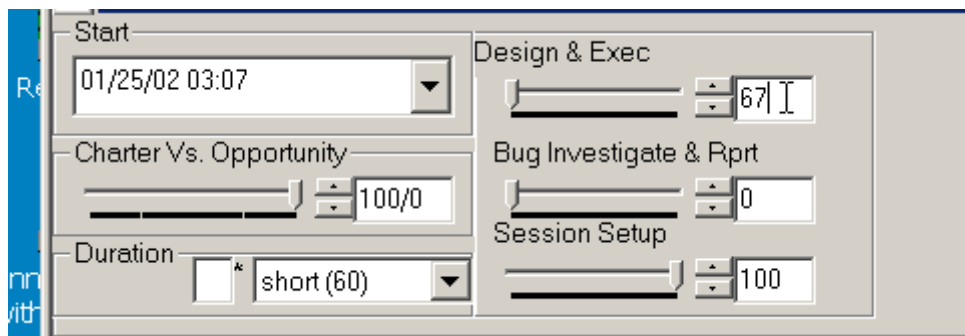 Start
01/25/02 03:07
Charter Vs. Opportunity
100/0
Duration
* short (60)
Design & Exec
67
Bug Investigate & Rprt
0
Session Setup
100